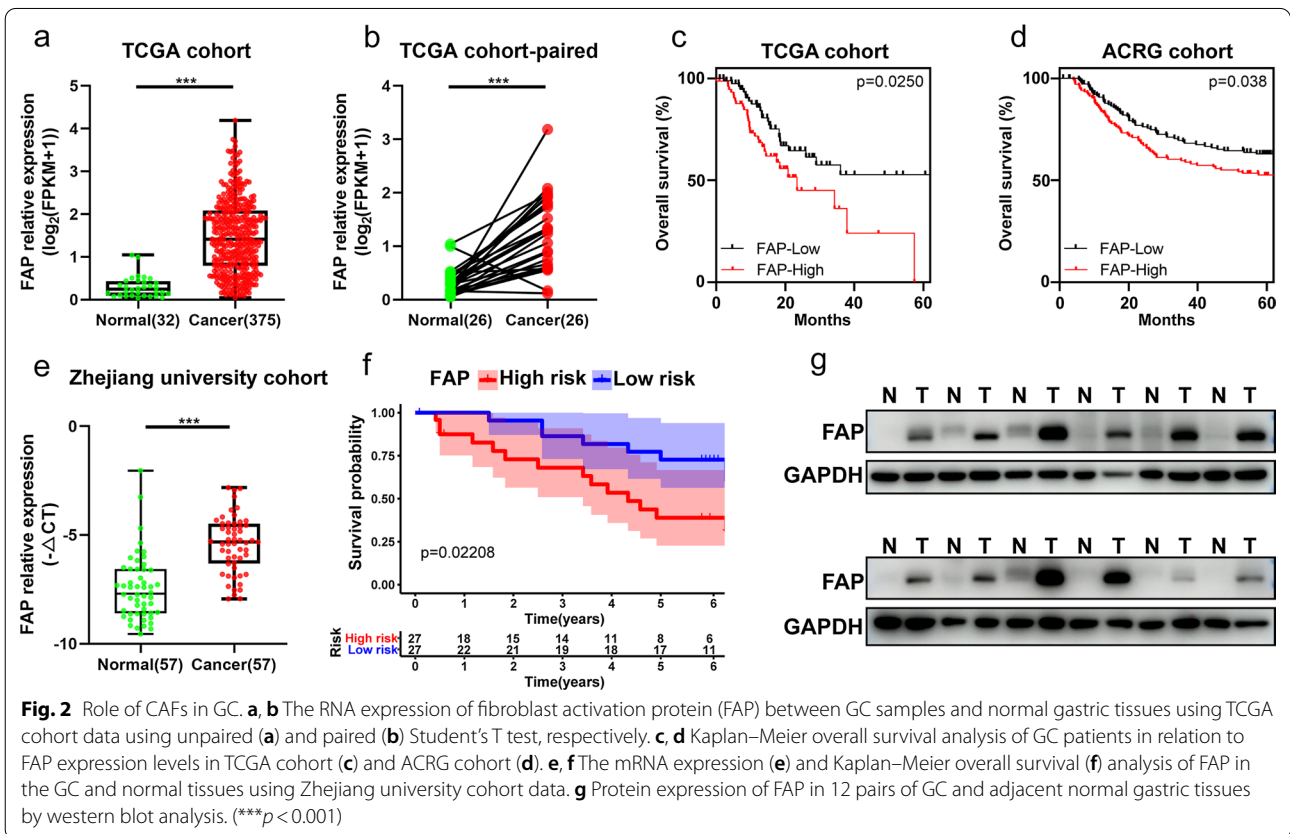 a
TCGA cohort
***
FAP relative expression
(log2(FPKM+1))
5
4
3
2
1
0
Normal(32) Cancer(375)
b
TCGA cohort-paired
***
FAP relative expression
(log2(FPKM+1))
4
3
2
1
0
Normal(26) Cancer(26)
c
TCGA cohort
p=0.0250
Overall survival (%)
100
50
0
FAP-Low
FAP-High
0 20 40 60
Months
d
ACRG cohort
p=0.038
Overall survival (%)
100
50
0
FAP-Low
FAP-High
0 20 40 60
Months
e
Zhejiang university cohort
***
FAP relative expression
(-△CT)
0
-5
-10
Normal(57) Cancer(57)
f
FAP High risk Low risk
Survival probability
1.00
0.75
0.50
0.25
0.00
p=0.02208
0 1 2 3 4 5 6
Time(years)
Risk
High risk 27 18 15 14 11 8 6
Low risk 27 22 21 19 18 17 11
0 1 2 3 4 5 6
Time(years)
g
N T N T N T N T N T N T
FAP
GAPDH
N T N T N T N T N T N T
FAP
GAPDH
Fig. 2 Role of CAFs in GC. a, b The RNA expression of fibroblast activation protein (FAP) between GC samples and normal gastric tissues using TCGA
cohort data using unpaired (a) and paired (b) Student's T test, respectively. c, d Kaplan–Meier overall survival analysis of GC patients in relation to
FAP expression levels in TCGA cohort (c) and ACRG cohort (d). e, f The mRNA expression (e) and Kaplan–Meier overall survival (f) analysis of FAP in
the GC and normal tissues using Zhejiang university cohort data. g Protein expression of FAP in 12 pairs of GC and adjacent normal gastric tissues
by western blot analysis. (***p < 0.001)